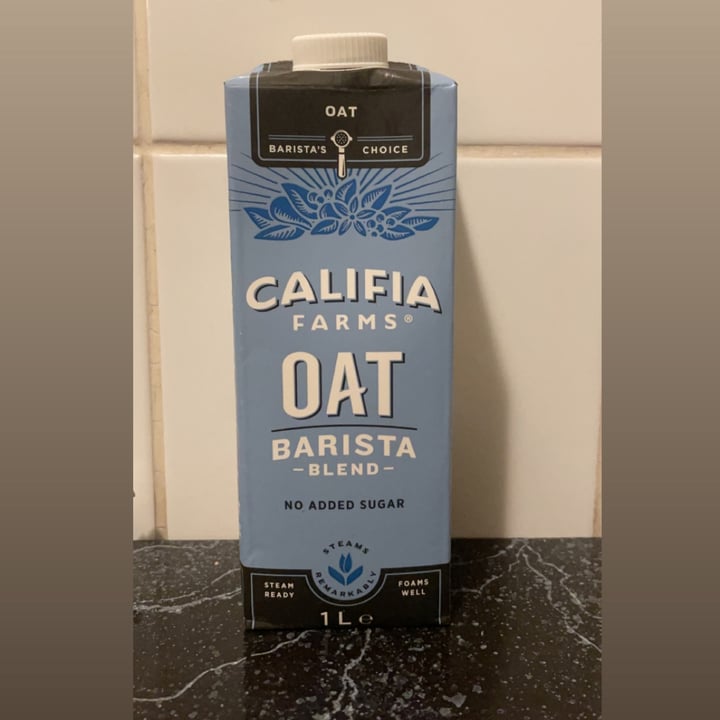 OAT
BARISTA'S CHOICE
CALIFIA
FARMS®
OAT
BARISTA
–BLEND–
NO ADDED SUGAR
STEAMS
REMARKABLY
STEAM
READY
FOAMS
WELL
1L℮